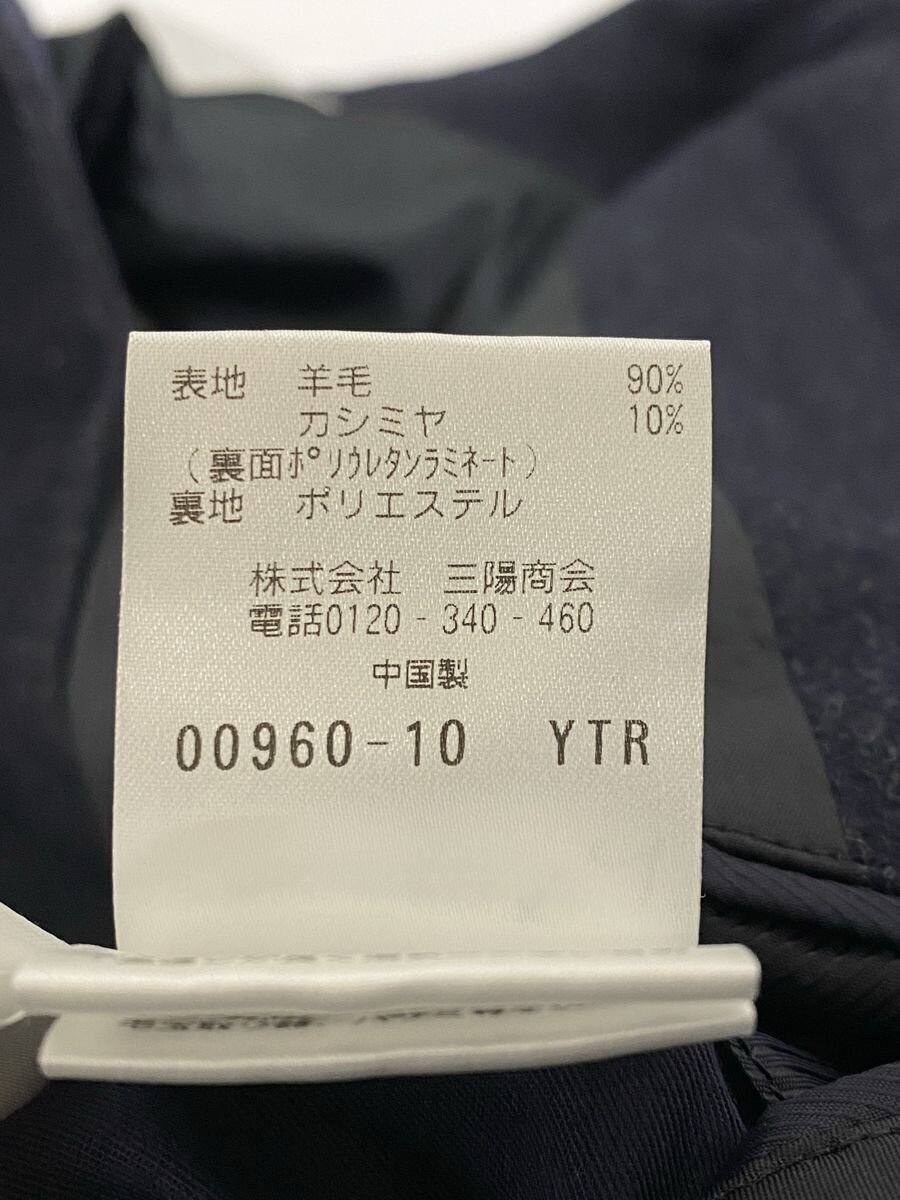 表地 羊毛 90%
カシミヤ 10%
(裏面ﾎﾟﾘｳﾚﾀﾝﾗﾐﾈｰﾄ)
裏地 ポリエステル
株式会社 三陽商会
電話0120-340-460
中国製
00960-10 YTR